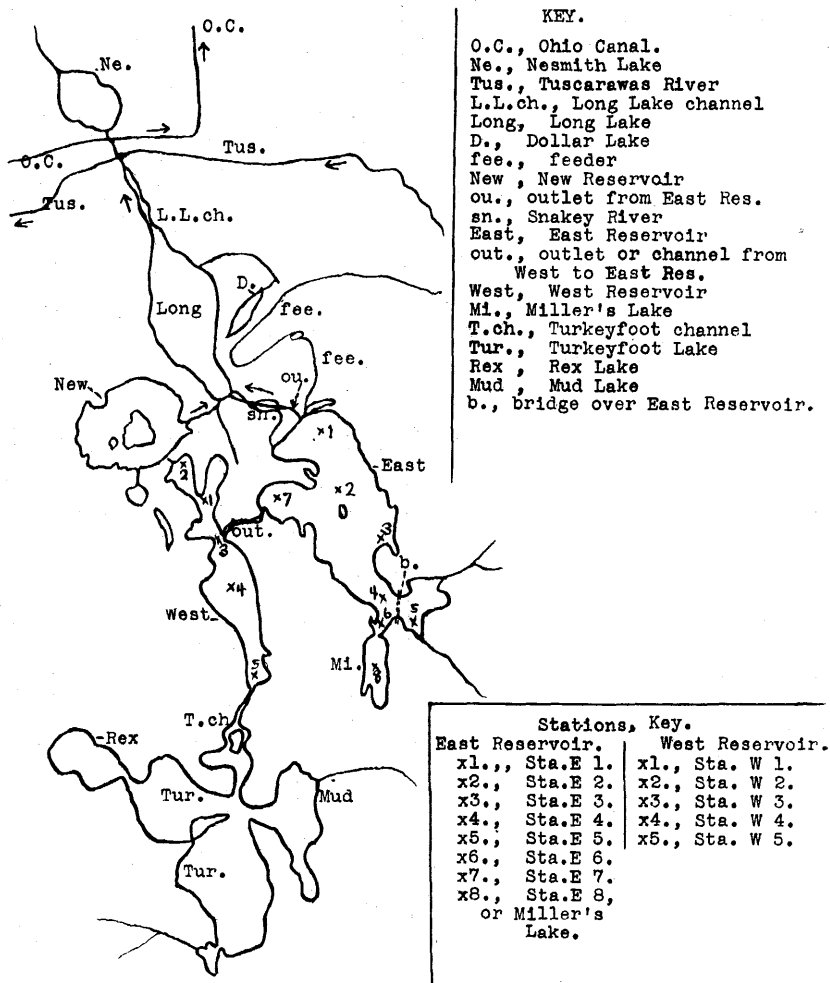 O.C.
Ne.
O.C.
Tus.
Tus.
L.L.ch.
D.
Long
fee.
fee.
ou.
New
sn.
x1
East
x2
x1
x7
x2
out.
x3
x3
b.
x4
4x
5x
6x
West
Mi.
x8
5x
T.ch
Rex
Tur.
Mud
Tur.
KEY.
O.C., Ohio Canal.
Ne., Nesmith Lake
Tus., Tuscarawas River
L.L.ch., Long Lake channel
Long, Long Lake
D., Dollar Lake
fee., feeder
New , New Reservoir
ou., outlet from East Res.
sn., Snakey River
East, East Reservoir
out., outlet or channel from
West to East Res.
West, West Reservoir
Mi., Miller's Lake
T.ch., Turkeyfoot channel
Tur., Turkeyfoot Lake
Rex , Rex Lake
Mud , Mud Lake
b., bridge over East Reservoir.
Stations, Key.
East Reservoir.
x1.,, Sta.E 1.
x2., Sta.E 2.
x3., Sta.E 3.
x4., Sta.E 4.
x5., Sta.E 5.
x6., Sta.E 6.
x7., Sta.E 7.
x8., Sta.E 8,
or Miller's
Lake.
West Reservoir.
x1., Sta. W 1.
x2., Sta. W 2.
x3., Sta. W 3.
x4., Sta. W 4.
x5., Sta. W 5.